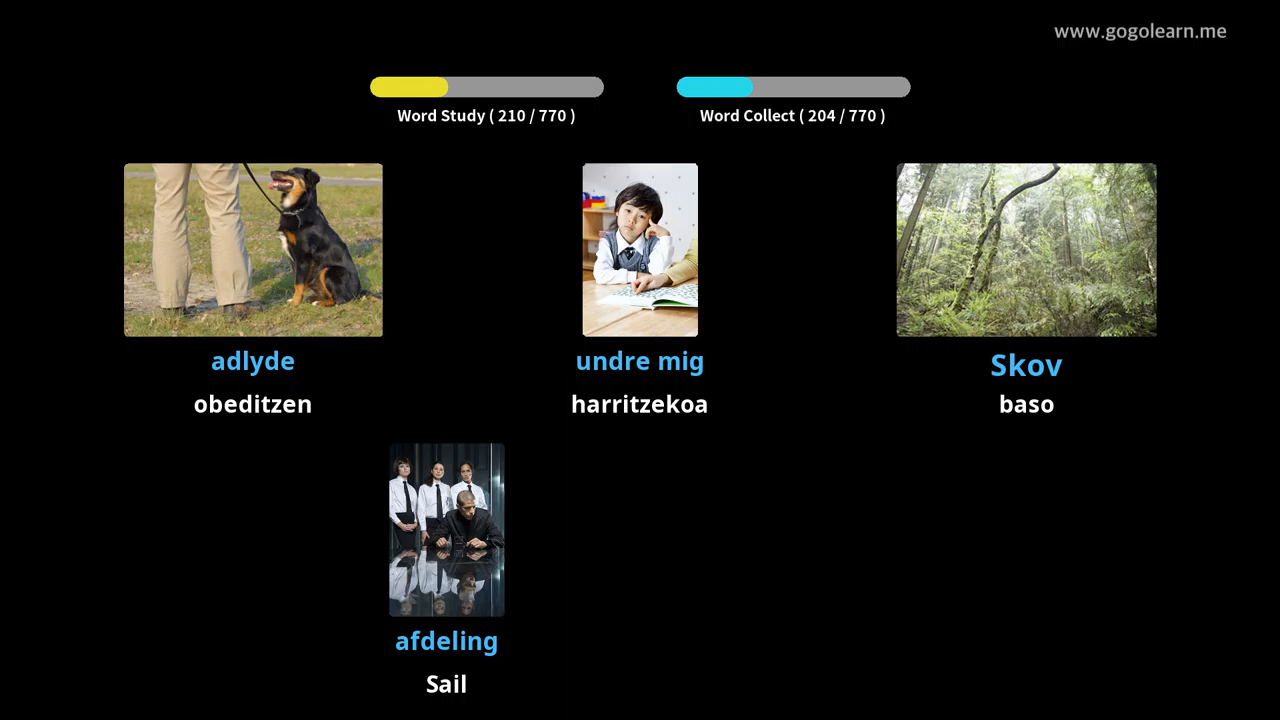 www.gogolearn.me
Word Study ( 210 / 770 )
Word Collect ( 204 / 770 )
adlyde
undre mig
Skov
obeditzen
harritzekoa
baso
afdeling
Sail